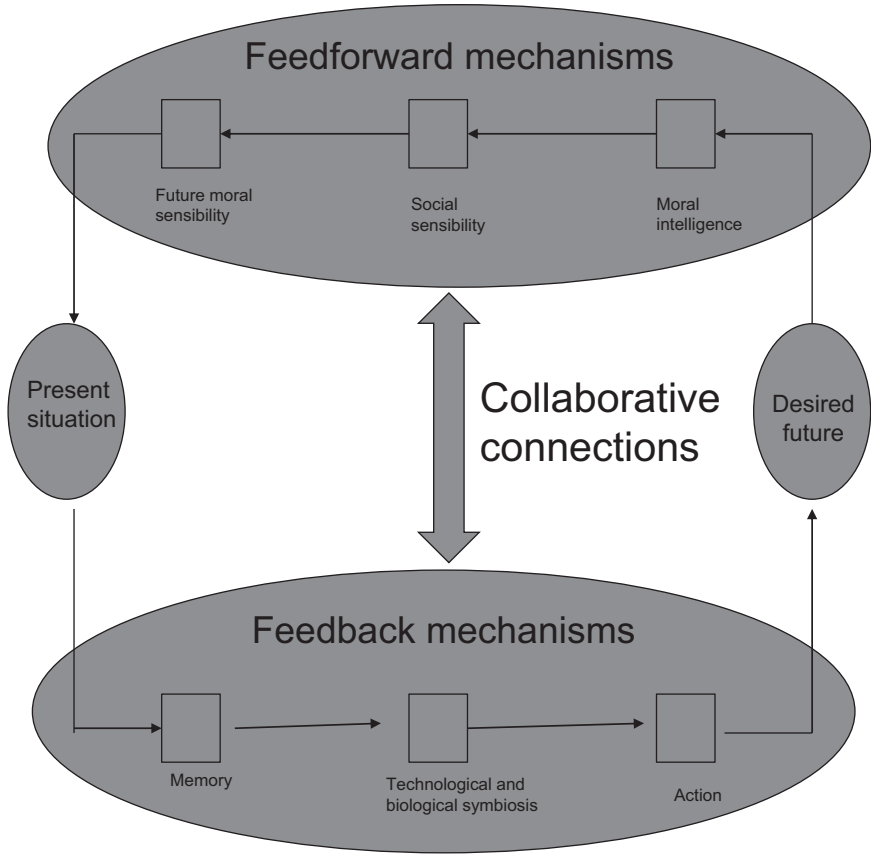 Feedforward mechanisms
Future moral
sensibility
Social
sensibility
Moral
intelligence
Present
situation
Collaborative
connections
Desired
future
Feedback mechanisms
Memory
Technological and
biological symbiosis
Action